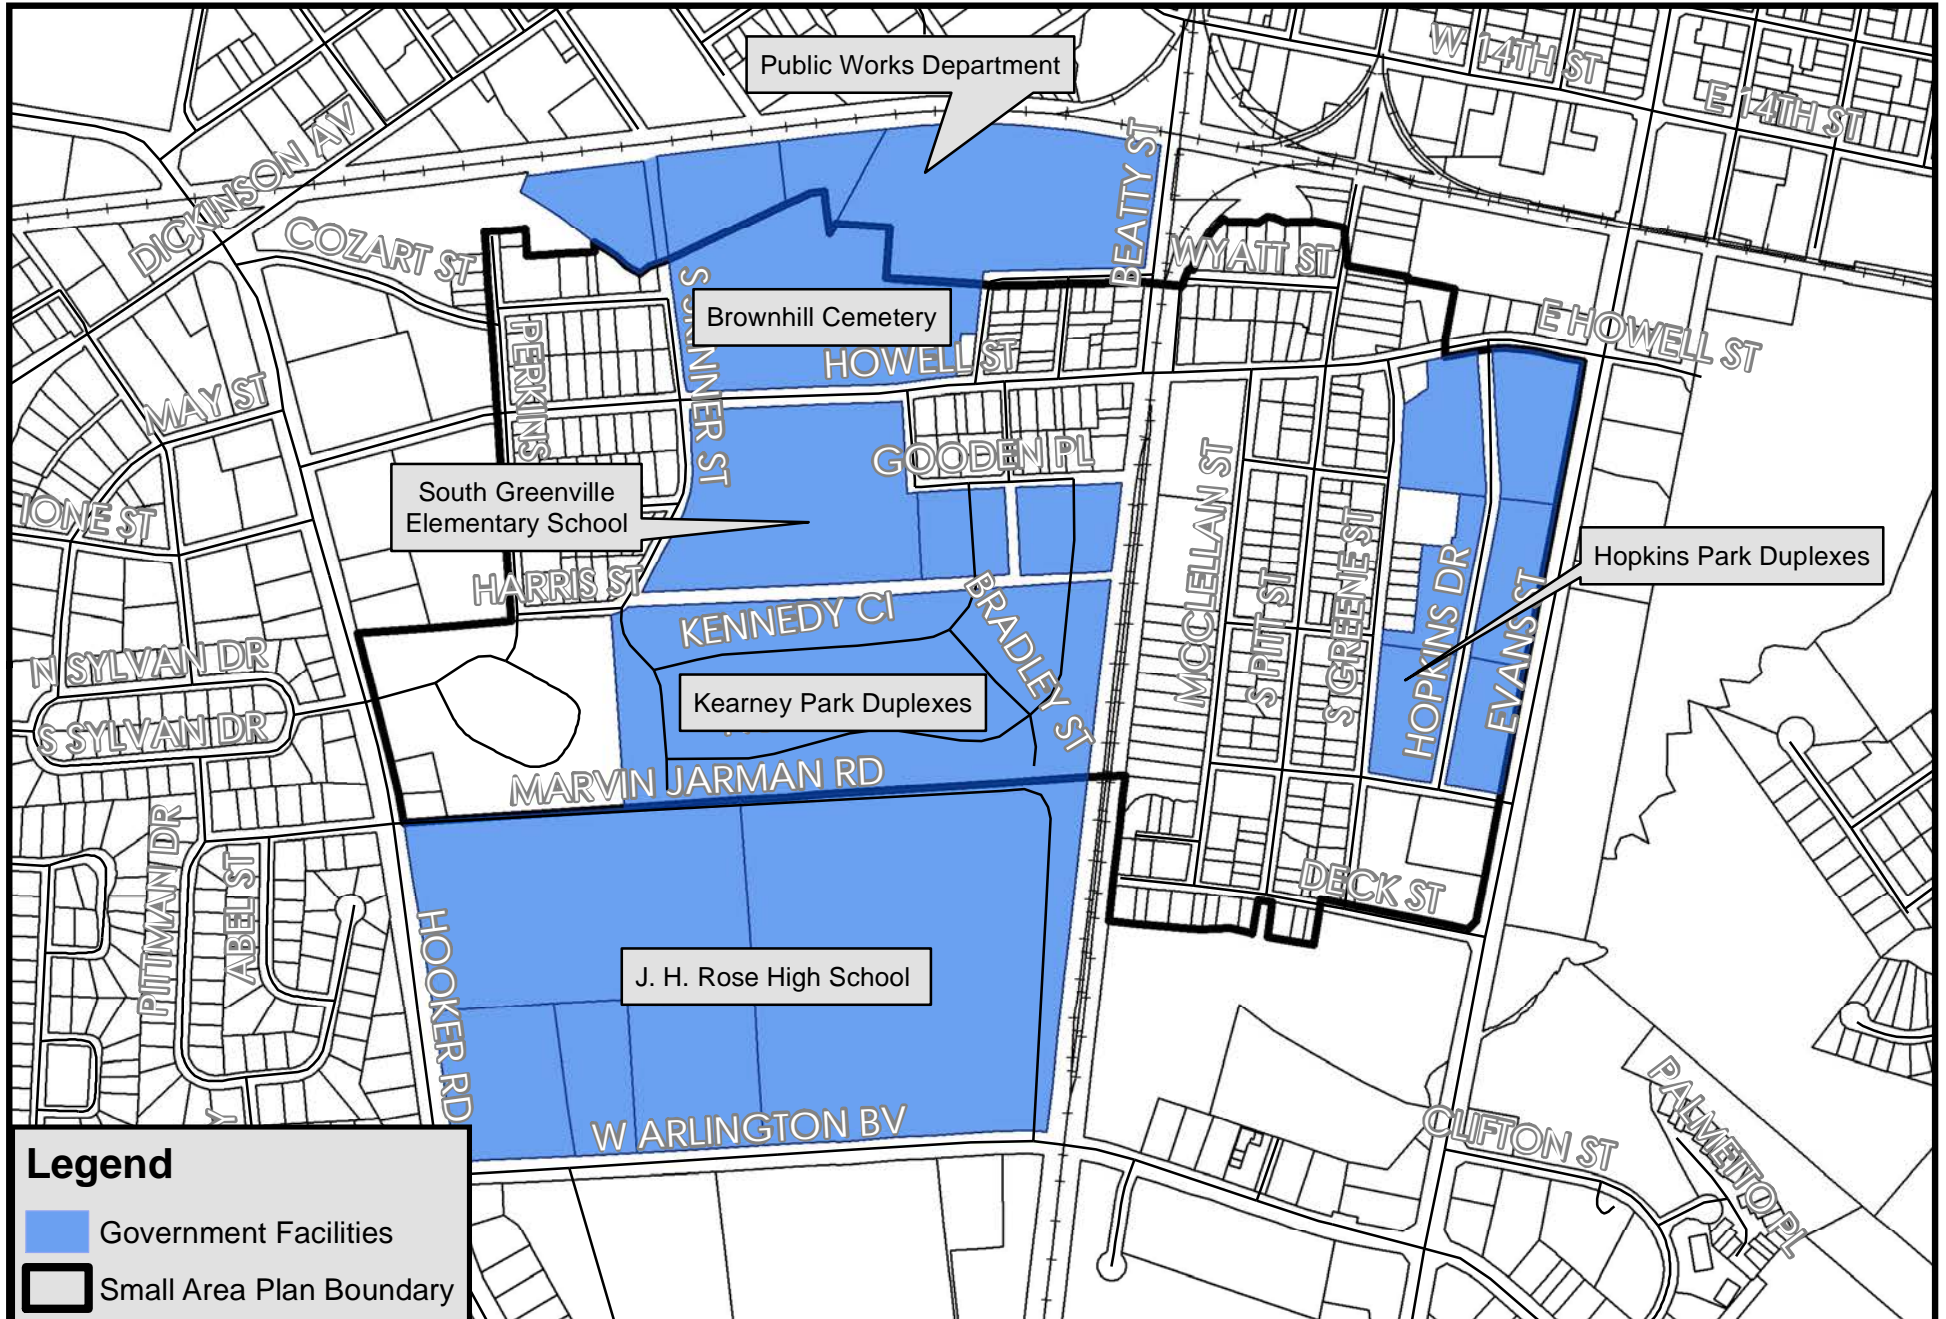 Public Works Department
W 14TH ST
E 14TH ST
DICKINSON AV
BEATTY ST
COZART ST
WYATT ST
Brownhill Cemetery
E HOWELL ST
HOWELL ST
PERKINS
MAY ST
GOODEN PL
South Greenville
Elementary School
IONE ST
MCCLELLAN ST
S PITT ST
S GREENE ST
HOPKINS DR
EVANS ST
Hopkins Park Duplexes
HARRIS ST
KENNEDY CI
BRADLEY ST
N SYLVAN DR
S SYLVAN DR
Kearney Park Duplexes
MARVIN JARMAN RD
PITTMAN DR
ABEL ST
HOOKER RD
DECK ST
J. H. Rose High School
W ARLINGTON BV
CLIFTON ST
PALMETTO PL
Legend
Government Facilities
Small Area Plan Boundary